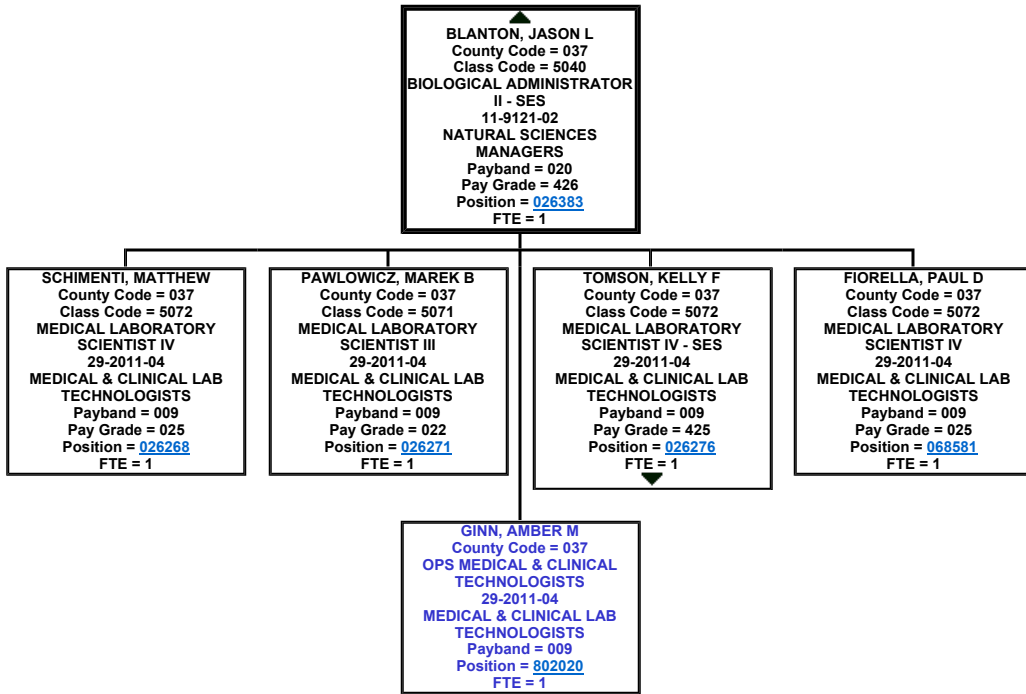 BLANTON, JASON L
County Code = 037
Class Code = 5040
BIOLOGICAL ADMINISTRATOR
II - SES
11-9121-02
NATURAL SCIENCES
MANAGERS
Payband = 020
Pay Grade = 426
Position = 026383
FTE = 1
SCHIMENTI, MATTHEW
County Code = 037
Class Code = 5072
MEDICAL LABORATORY
SCIENTIST IV
29-2011-04
MEDICAL & CLINICAL LAB
TECHNOLOGISTS
Payband = 009
Pay Grade = 025
Position = 026268
FTE = 1
PAWLOWICZ, MAREK B
County Code = 037
Class Code = 5071
MEDICAL LABORATORY
SCIENTIST III
29-2011-04
MEDICAL & CLINICAL LAB
TECHNOLOGISTS
Payband = 009
Pay Grade = 022
Position = 026271
FTE = 1
TOMSON, KELLY F
County Code = 037
Class Code = 5072
MEDICAL LABORATORY
SCIENTIST IV - SES
29-2011-04
MEDICAL & CLINICAL LAB
TECHNOLOGISTS
Payband = 009
Pay Grade = 425
Position = 026276
FTE = 1
FIORELLA, PAUL D
County Code = 037
Class Code = 5072
MEDICAL LABORATORY
SCIENTIST IV
29-2011-04
MEDICAL & CLINICAL LAB
TECHNOLOGISTS
Payband = 009
Pay Grade = 025
Position = 068581
FTE = 1
GINN, AMBER M
County Code = 037
OPS MEDICAL & CLINICAL
TECHNOLOGISTS
29-2011-04
MEDICAL & CLINICAL LAB
TECHNOLOGISTS
Payband = 009
Position = 802020
FTE = 1